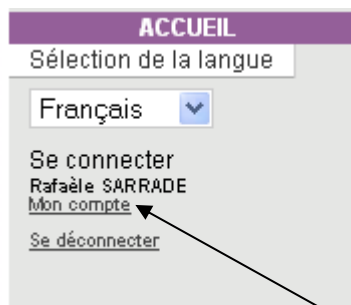 ACCUEIL
Sélection de la langue
Français
Se connecter
Rafaèle SARRADE
Mon compte
Se déconnecter